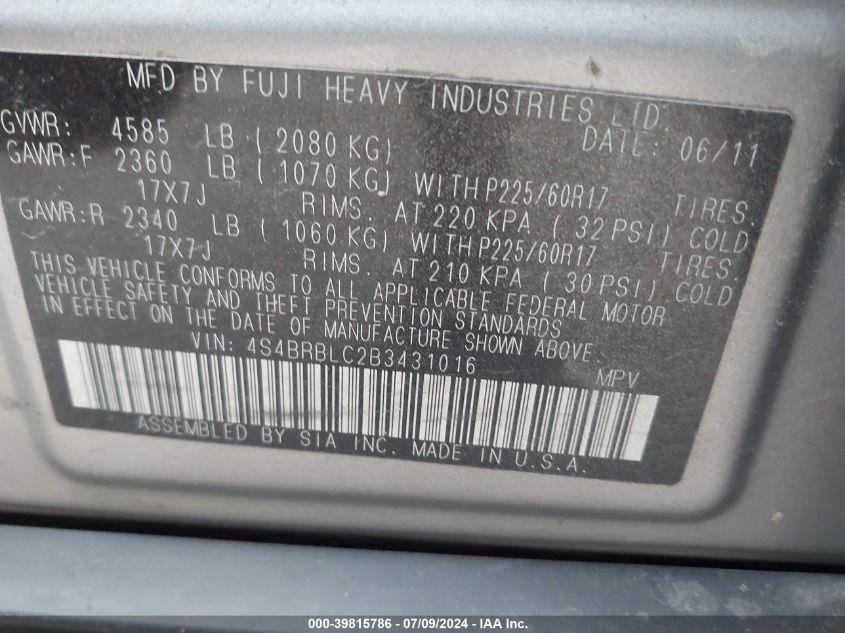 MFD BY FUJI HEAVY INDUSTRIES LTD.
DATE: 06/11
GVWR: 4585 LB (2080 KG)
GAWR:F 2360 LB (1070 KG) WITH P225/60R17 TIRES.
17X7J RIMS. AT 220 KPA (32 PSI) COLD
GAWR:R 2340 LB (1060 KG) WITH P225/60R17 TIRES.
17X7J RIMS. AT 210 KPA (30 PSI) COLD
THIS VEHICLE CONFORMS TO ALL APPLICABLE FEDERAL MOTOR
VEHICLE SAFETY AND THEFT PREVENTION STANDARDS
IN EFFECT ON THE DATE OF MANUFACTURE SHOWN ABOVE.
VIN: 4S4BRBLC2B3431016 MPV
ASSEMBLED BY SIA INC. MADE IN U.S.A.
000-39815786 - 07/09/2024 - IAA Inc.